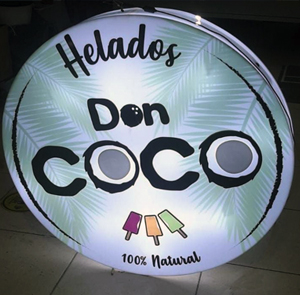 Helados
Don
COCO
100% Natural